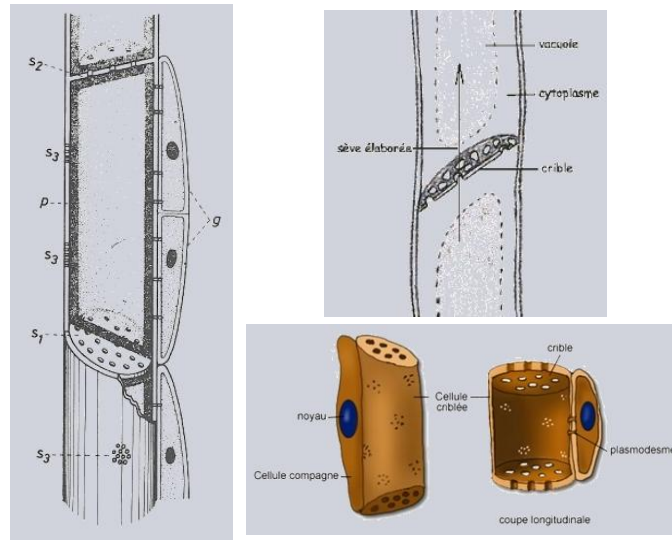 s2
s3
p
s3
g
s1
s3
vacuole
cytoplasme
sève élaborée
crible
crible
Cellule
criblée
noyau
plasmodesme
Cellule compagne
coupe longitudinale